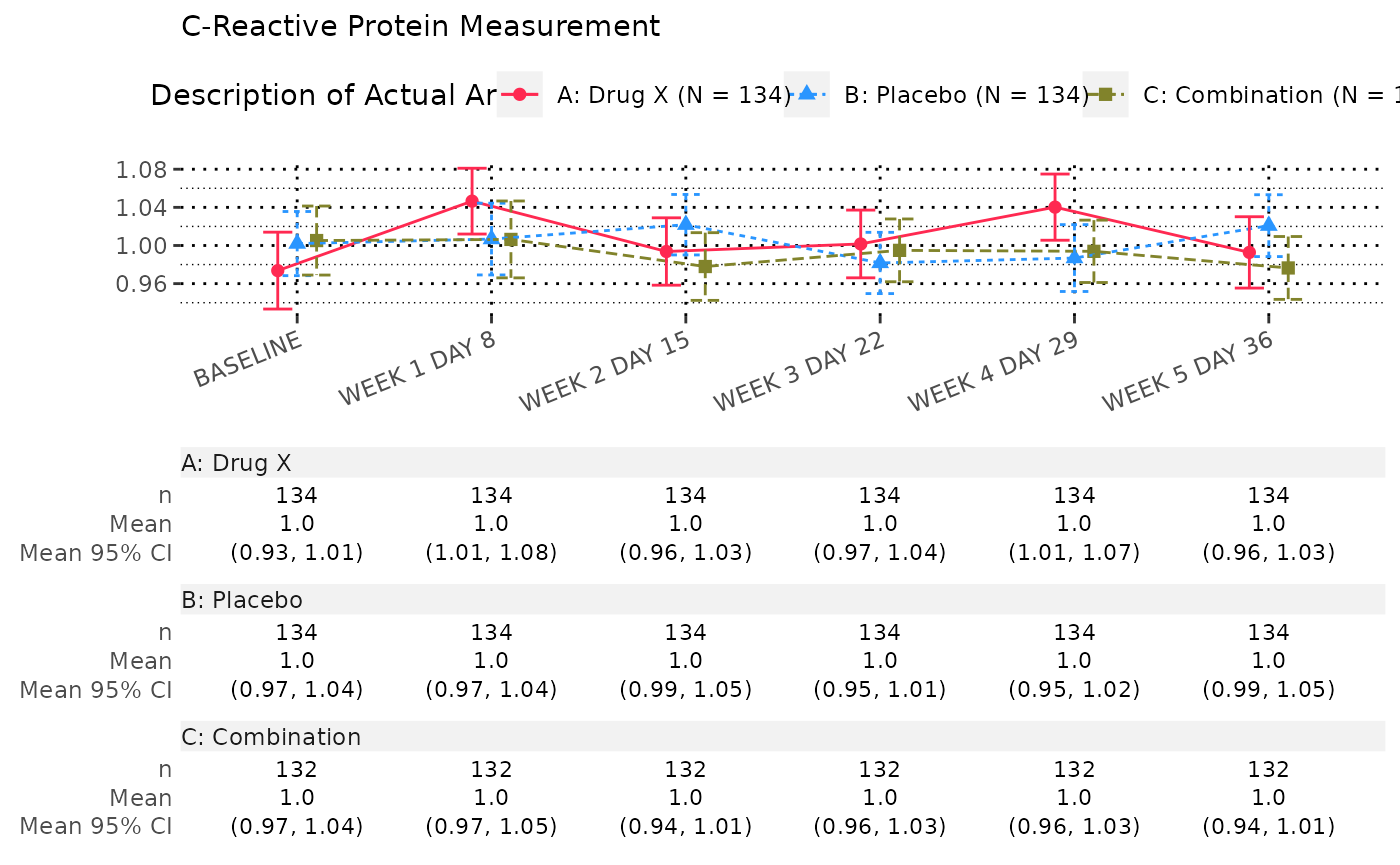 C-Reactive Protein Measurement
Description of Actual Ar A: Drug X (N = 134) B: Placebo (N = 134) C: Combination (N = 1
1.08
1.04
1.00
0.96
BASELINE WEEK 1 DAY 8 WEEK 2 DAY 15 WEEK 3 DAY 22 WEEK 4 DAY 29 WEEK 5 DAY 36
A: Drug X
n 134 134 134 134 134 134
Mean 1.0 1.0 1.0 1.0 1.0 1.0
Mean 95% CI (0.93, 1.01) (1.01, 1.08) (0.96, 1.03) (0.97, 1.04) (1.01, 1.07) (0.96, 1.03)
B: Placebo
n 134 134 134 134 134 134
Mean 1.0 1.0 1.0 1.0 1.0 1.0
Mean 95% CI (0.97, 1.04) (0.97, 1.04) (0.99, 1.05) (0.95, 1.01) (0.95, 1.02) (0.99, 1.05)
C: Combination
n 132 132 132 132 132 132
Mean 1.0 1.0 1.0 1.0 1.0 1.0
Mean 95% CI (0.97, 1.04) (0.97, 1.05) (0.94, 1.01) (0.96, 1.03) (0.96, 1.03) (0.94, 1.01)